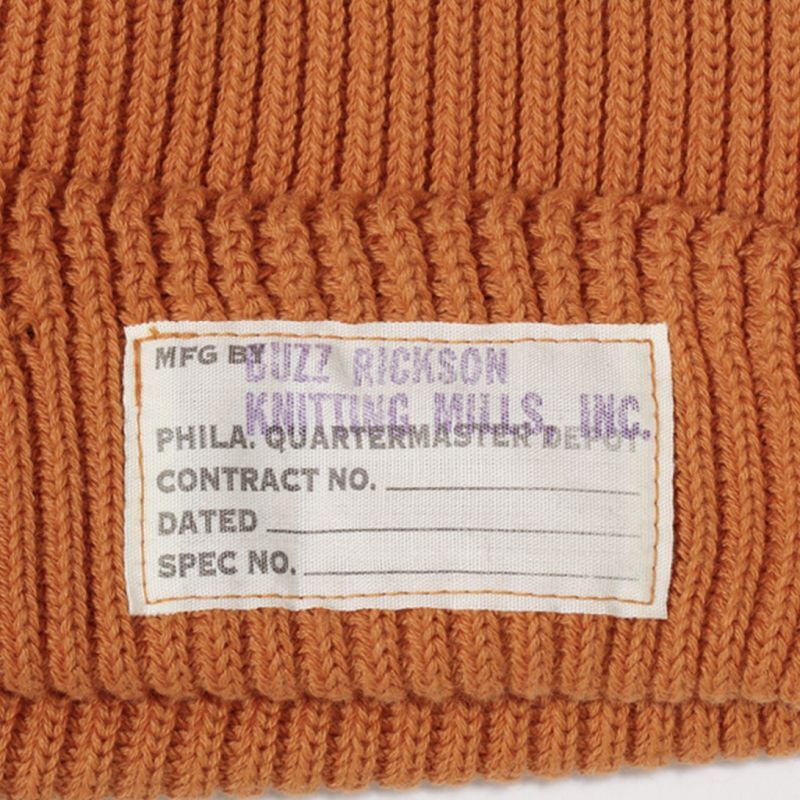 MFG BY BUZZ RICKSON
KNITTING MILLS, INC.
PHILA. QUARTERMASTER DEPOT
CONTRACT NO.
DATED
SPEC NO.